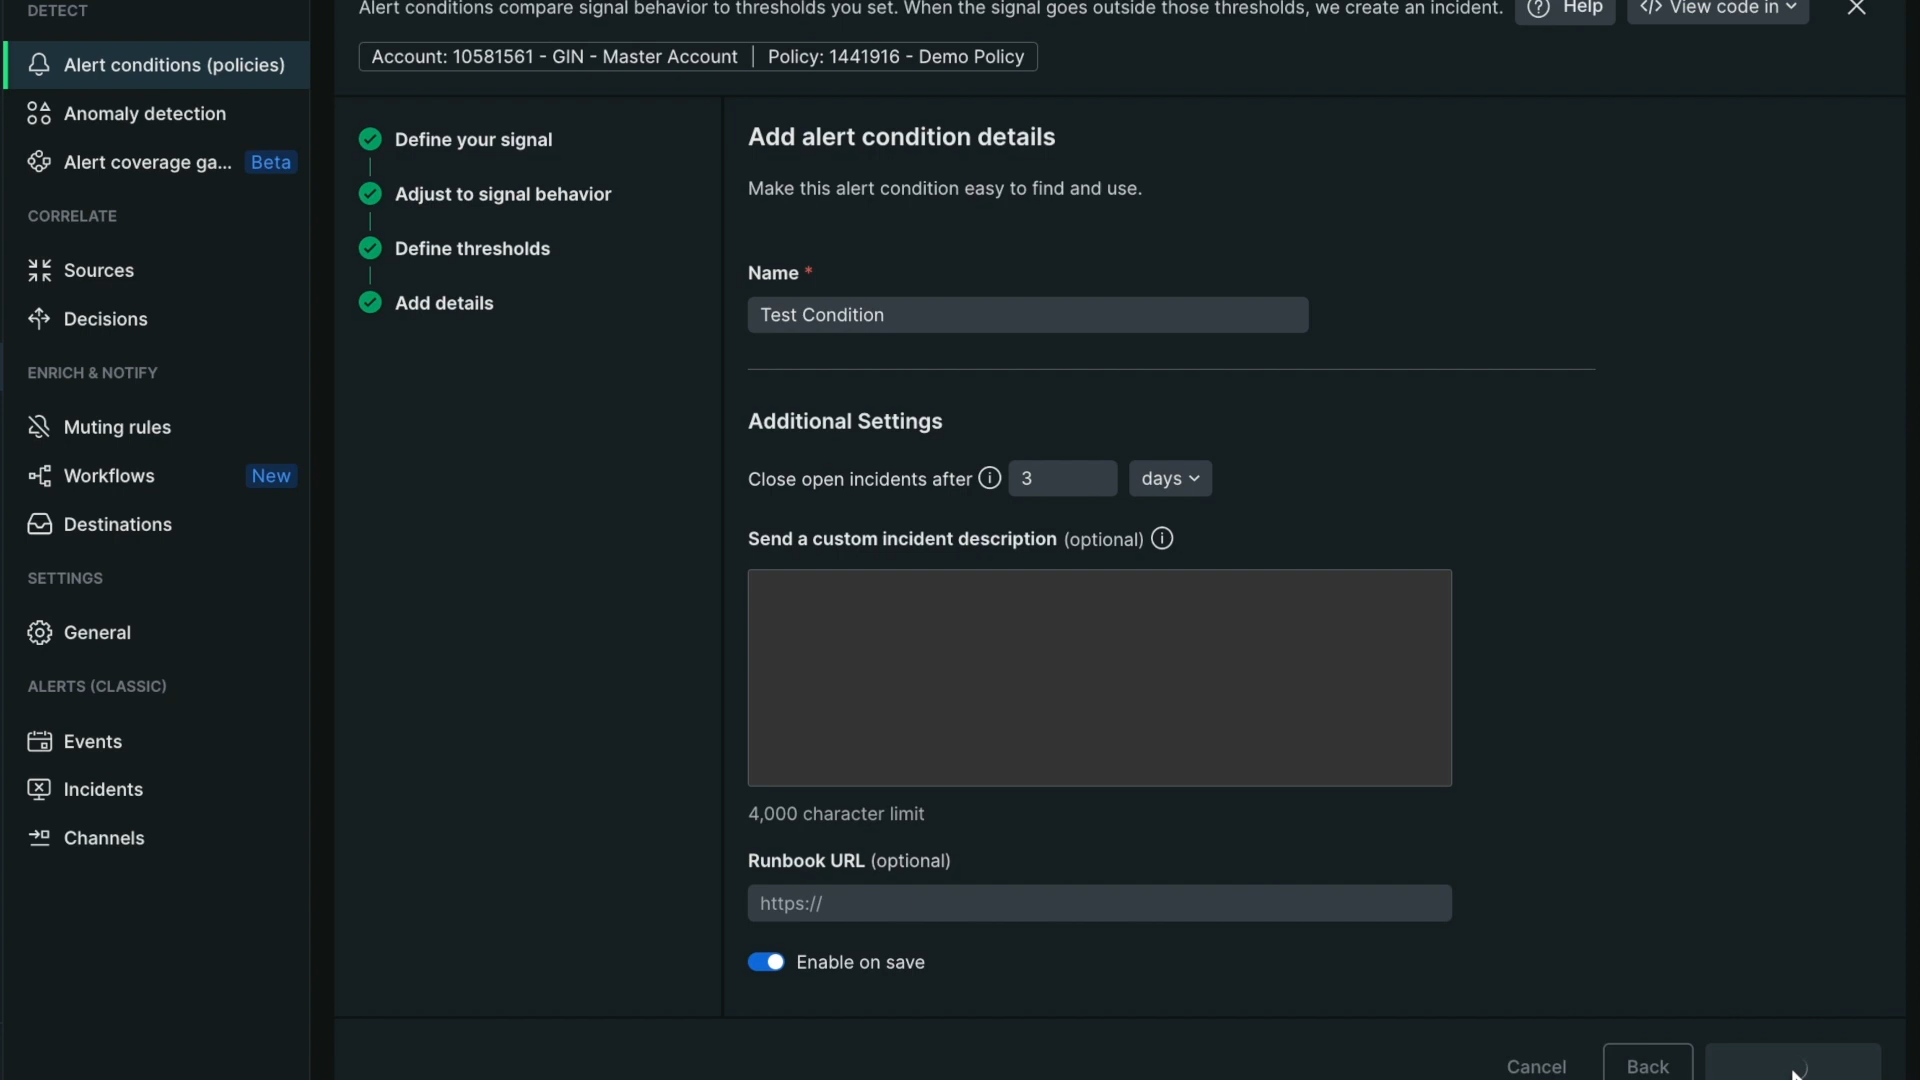 DETECT
Alert conditions (policies)
Anomaly detection
Alert coverage ga... Beta
CORRELATE
Sources
Decisions
ENRICH & NOTIFY
Muting rules
Workflows New
Destinations
SETTINGS
General
ALERTS (CLASSIC)
Events
Incidents
Channels
Alert conditions compare signal behavior to thresholds you set. When the signal goes outside those thresholds, we create an incident.
Help
</> View code in
Account: 10581561 - GIN - Master Account | Policy: 1441916 - Demo Policy
Define your signal
Adjust to signal behavior
Define thresholds
Add details
Add alert condition details
Make this alert condition easy to find and use.
Name *
Test Condition
Additional Settings
Close open incidents after 3 days
Send a custom incident description (optional)
4,000 character limit
Runbook URL (optional)
https://
Enable on save
Cancel
Back